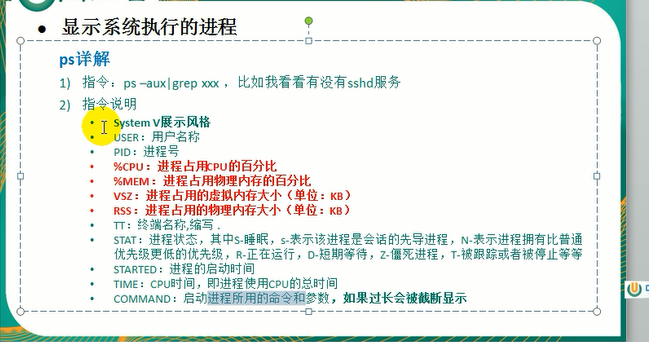 ● 显示系统执行的进程
ps详解
1) 指令：ps –aux|grep xxx ，比如我看看有没有sshd服务
2) 指令说明
• System V展示风格
• USER：用户名称
• PID：进程号
• %CPU：进程占用CPU的百分比
• %MEM：进程占用物理内存的百分比
• VSZ：进程占用的虚拟内存大小（单位：KB）
• RSS：进程占用的物理内存大小（单位：KB）
• TT：终端名称,缩写 .
• STAT：进程状态，其中S-睡眠，s-表示该进程是会话的先导进程，N-表示进程拥有比普通
优先级更低的优先级，R-正在运行，D-短期等待，Z-僵死进程，T-被跟踪或者被停止等等
• STARTED：进程的启动时间
• TIME：CPU时间，即进程使用CPU的总时间
• COMMAND：启动进程所用的命令和参数，如果过长会被截断显示